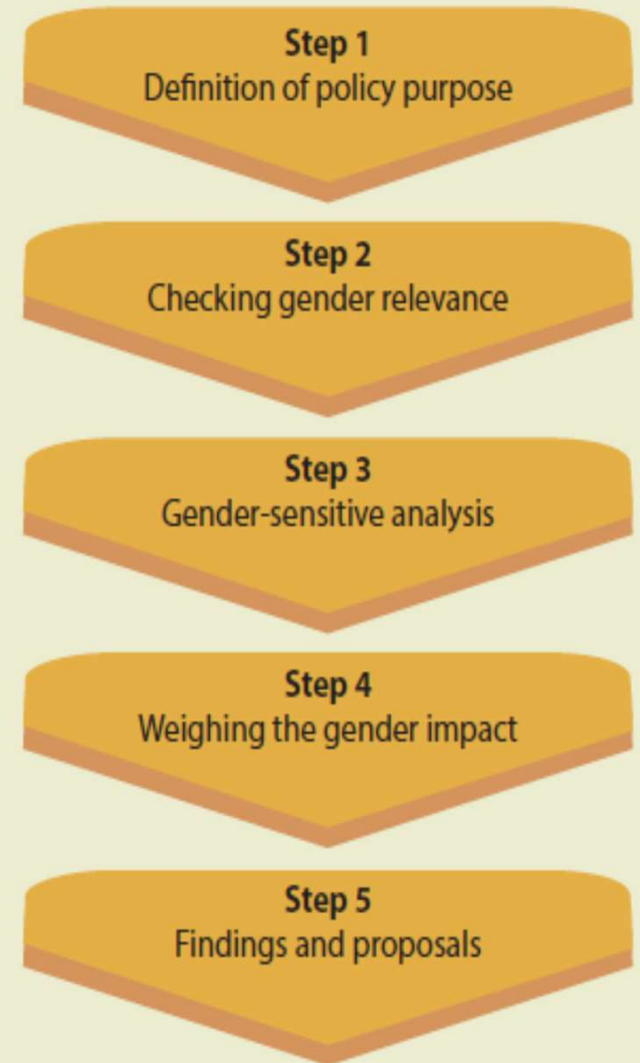 Step 1
Definition of policy purpose
Step 2
Checking gender relevance
Step 3
Gender-sensitive analysis
Step 4
Weighing the gender impact
Step 5
Findings and proposals